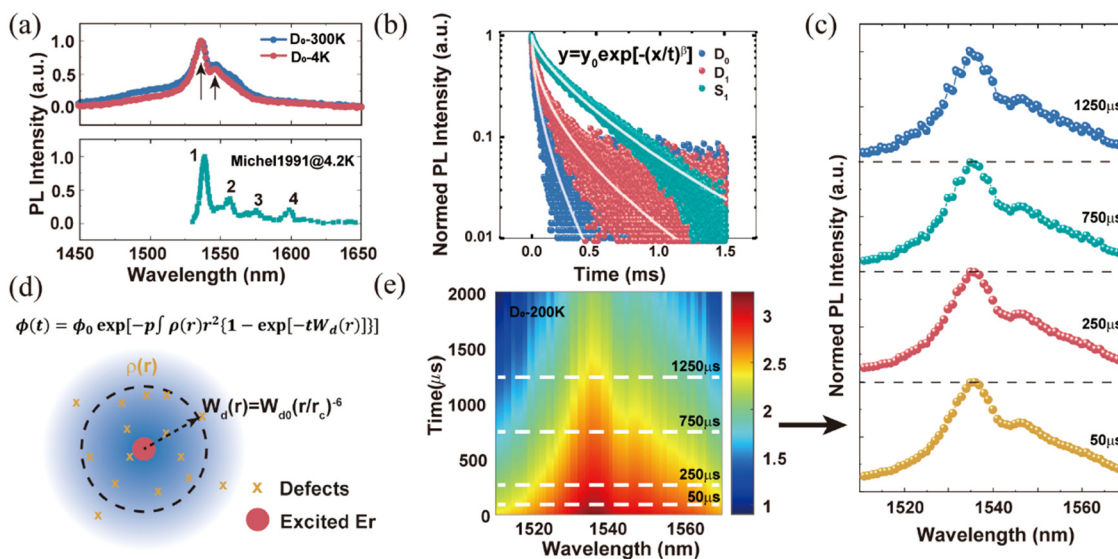 (a)
1.0
0.5
0.0
D₀-300K
D₀-4K
1.0
0.5
0.0
1
2
3
4
Michel1991@4.2K
PL Intensity (a.u.)
1450 1500 1550 1600 1650
Wavelength (nm)
(b)
1
0.1
0.01
y=y₀exp[-(x/t)^β]
D₀
D₁
S₁
Normed PL Intensity (a.u.)
0.0 0.5 1.0 1.5
Time (ms)
(c)
1250μs
750μs
250μs
50μs
Normed PL Intensity (a.u.)
1520 1540 1560
Wavelength (nm)
(d)
ϕ(t) = ϕ₀ exp[−p∫ ρ(r)r²{1 − exp[−tW_d(r)]}]
ρ(r)
W_d(r)=W_d0(r/r_c)⁻⁶
x Defects
Excited Er
(e)
D₀-200K
2000
1500
1000
500
0
Time(μs)
1250μs
750μs
250μs
50μs
1520 1540 1560
Wavelength (nm)
3
2.5
2
1.5
1